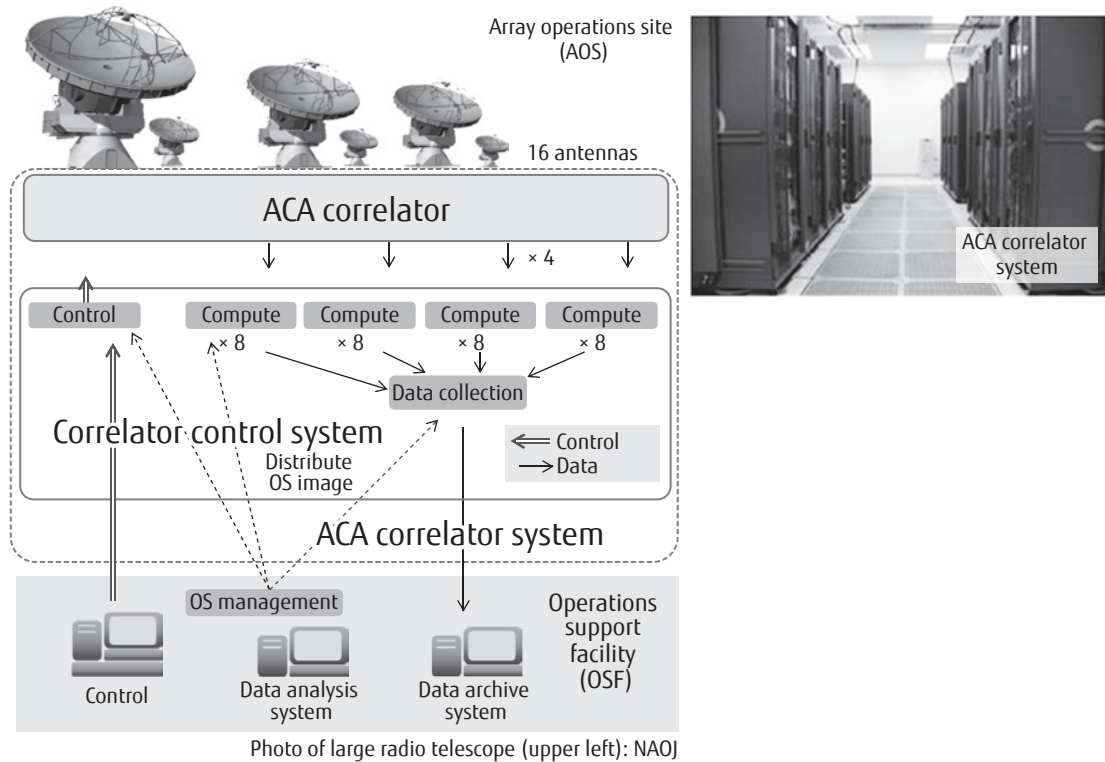 Array operations site
(AOS)
16 antennas
ACA correlator
× 4
ACA correlator
system
Control
Compute
Compute
Compute
Compute
× 8
× 8
× 8
× 8
Data collection
Correlator control system
Distribute
OS image
Control
Data
ACA correlator system
OS management
Operations
support
facility
(OSF)
Control
Data analysis
system
Data archive
system
Photo of large radio telescope (upper left): NAOJ